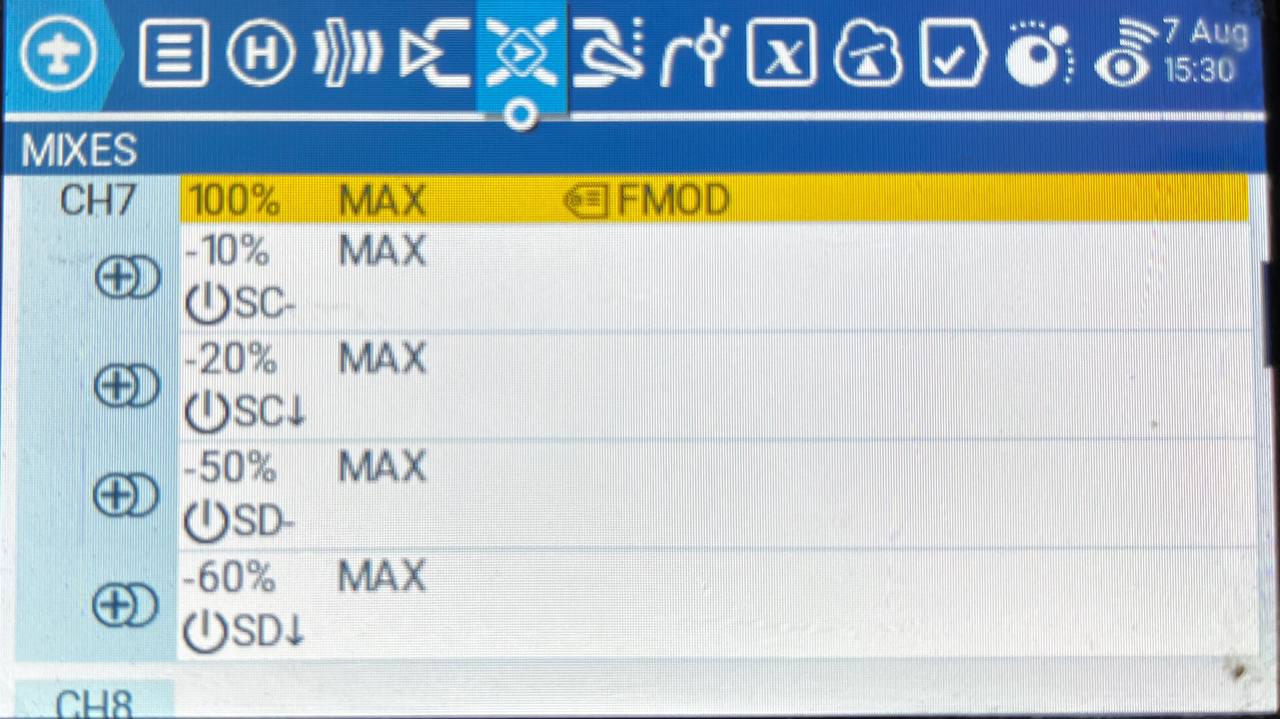 7 Aug
15:30
MIXES
CH7 100% MAX FMOD
-10% MAX
SC-
-20% MAX
SC↓
-50% MAX
SD-
-60% MAX
SD↓
CH8